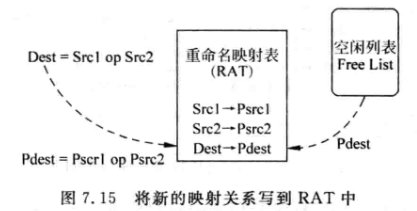 Dest = Src1 op Src2
重命名映射表
(RAT)
Src1→Psrc1
Src2→Psrc2
Dest→Pdest
空闲列表
Free List
Pdest
Pdest = Pscr1 op Psrc2
图 7.15 将新的映射关系写到 RAT 中